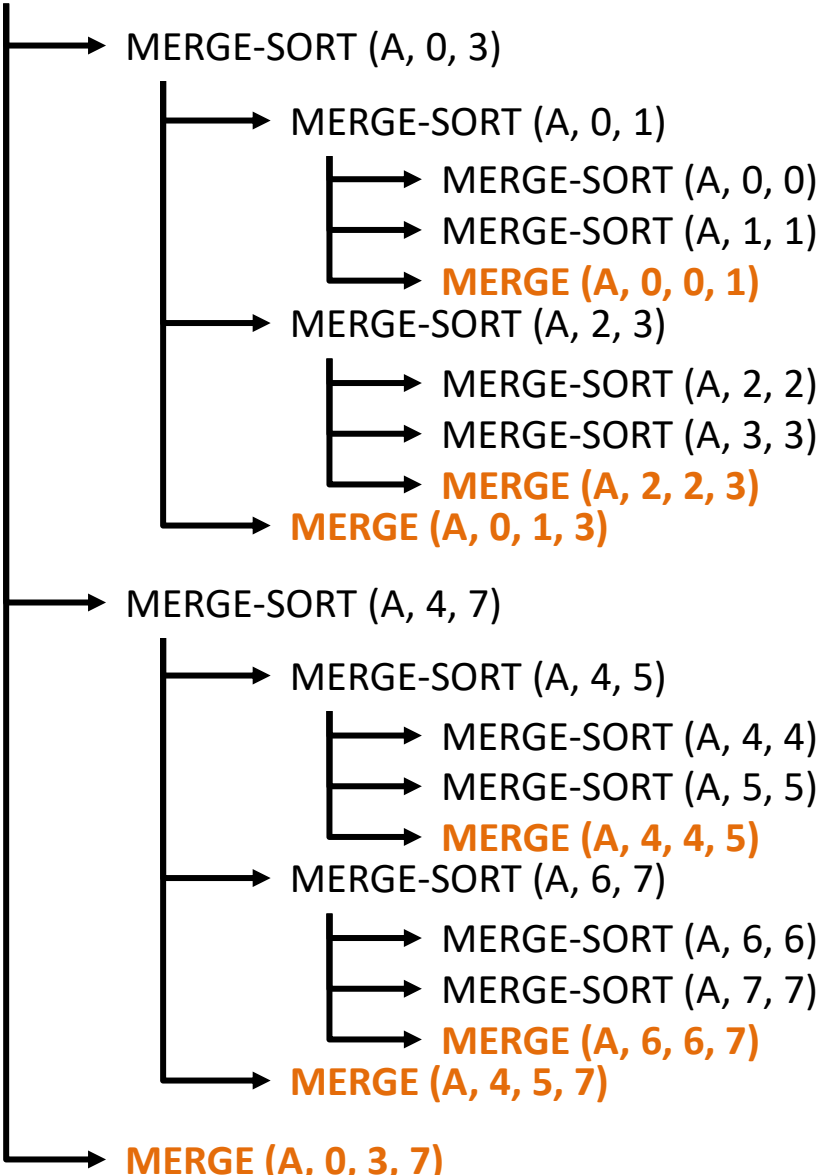 MERGE-SORT (A, 0, 3)
MERGE-SORT (A, 0, 1)
MERGE-SORT (A, 0, 0)
MERGE-SORT (A, 1, 1)
MERGE (A, 0, 0, 1)
MERGE-SORT (A, 2, 3)
MERGE-SORT (A, 2, 2)
MERGE-SORT (A, 3, 3)
MERGE (A, 2, 2, 3)
MERGE (A, 0, 1, 3)
MERGE-SORT (A, 4, 7)
MERGE-SORT (A, 4, 5)
MERGE-SORT (A, 4, 4)
MERGE-SORT (A, 5, 5)
MERGE (A, 4, 4, 5)
MERGE-SORT (A, 6, 7)
MERGE-SORT (A, 6, 6)
MERGE-SORT (A, 7, 7)
MERGE (A, 6, 6, 7)
MERGE (A, 4, 5, 7)
MERGE (A, 0, 3, 7)